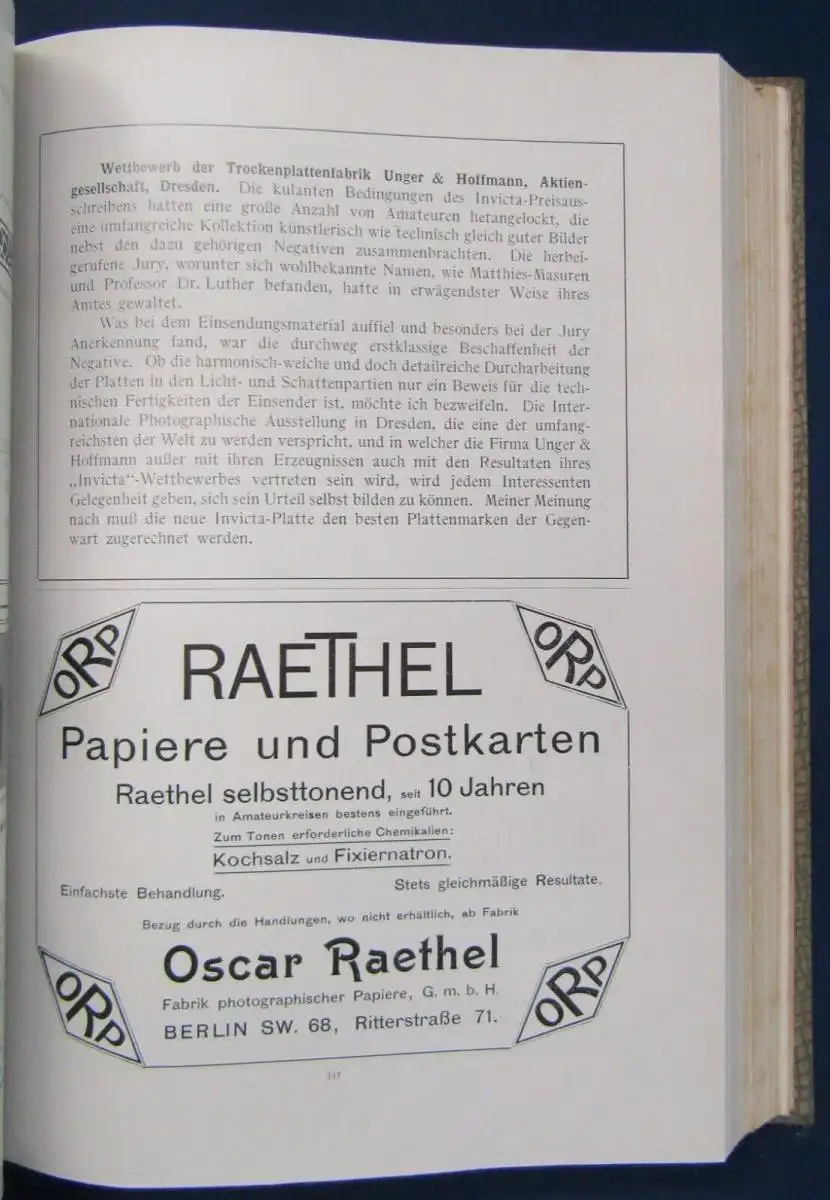 Wettbewerb der Trockenplattenfabrik Unger & Hoffmann, Aktien-
gesellschaft, Dresden. Die kulanten Bedingungen des Invicta-Preisaus-
schreibens hatten eine große Anzahl von Amateuren herangelockt, die
eine umfangreiche Kollektion künstlerisch wie technisch gleich guter Bilder
nebst den dazu gehörigen Negativen zusammenbrachten. Die herbei-
gerufene Jury, worunter sich wohlbekannte Namen, wie Matthies-Masuren
und Professor Dr. Luther befanden, hatte in erwägendster Weise ihres
Amtes gewaltet.
Was bei dem Einsendungsmaterial auffiel und besonders bei der Jury
Anerkennung fand, war die durchweg erstklassige Beschaffenheit der
Negative. Ob die harmonisch-weiche und doch detailreiche Durcharbeitung
der Platten in den Licht- und Schattenpartien nur ein Beweis für die tech-
nischen Fertigkeiten der Einsender ist, möchte ich bezweifeln. Die Inter-
nationale Photographische Ausstellung in Dresden, die eine der umfang-
reichsten der Welt zu werden verspricht, und in welcher die Firma Unger &
Hoffmann außer mit ihren Erzeugnissen auch mit den Resultaten ihres
„Invicta“-Wettbewerbes vertreten sein wird, wird jedem Interessenten
Gelegenheit geben, sich sein Urteil selbst bilden zu können. Meiner Meinung
nach muß die neue Invicta-Platte den besten Plattenmarken der Gegen-
wart zugerechnet werden.
ORP
ORP
RAETHEL
Papiere und Postkarten
Raethel selbsttonend, seit 10 Jahren
in Amateurkreisen bestens eingeführt.
Zum Tonen erforderliche Chemikalien:
Kochsalz und Fixiernatron.
Einfachste Behandlung.
Stets gleichmäßige Resultate.
Bezug durch die Handlungen, wo nicht erhältlich, ab Fabrik
Oscar Raethel
Fabrik photographischer Papiere, G. m. b. H.
BERLIN SW. 68, Ritterstraße 71.
ORP
ORP